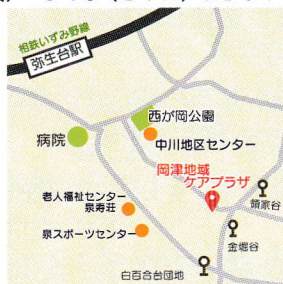 相鉄いずみ野線
弥生台駅
西が岡公園
病院
中川地区センター
岡津地域
ケアプラザ
老人福祉センター
泉寿荘
領家谷
泉スポーツセンター
金堀谷
白百合台団地